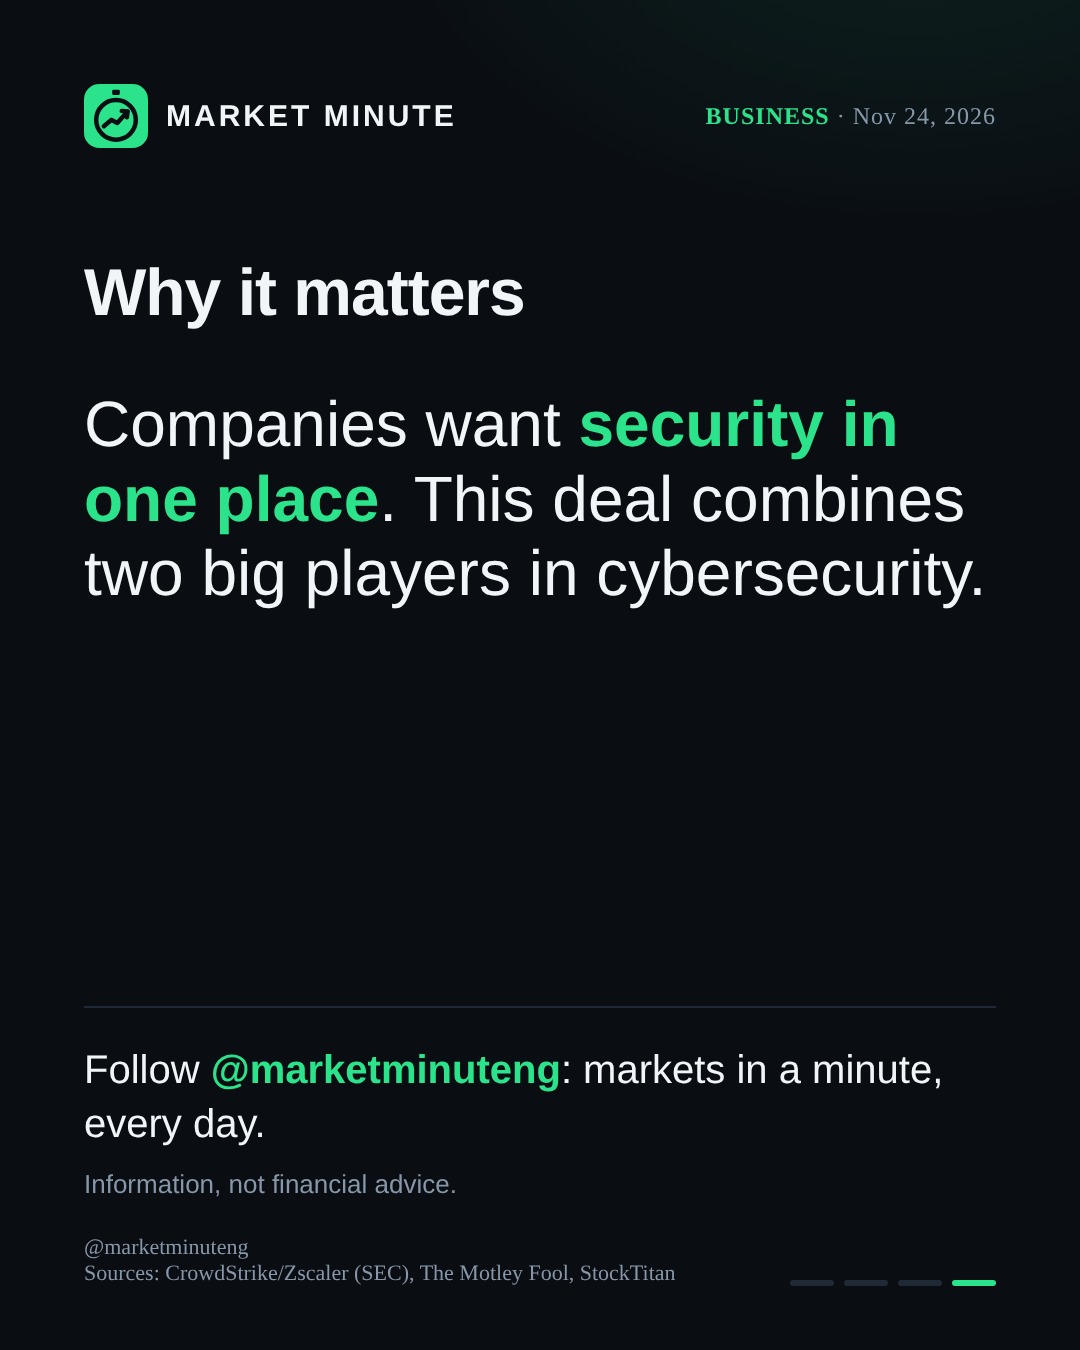 MARKET MINUTE
BUSINESS · Nov 24, 2026
Why it matters
Companies want security in
one place. This deal combines
two big players in cybersecurity.
Follow @marketminuteng: markets in a minute,
every day.
Information, not financial advice.
@marketminuteng
Sources: CrowdStrike/Zscaler (SEC), The Motley Fool, StockTitan